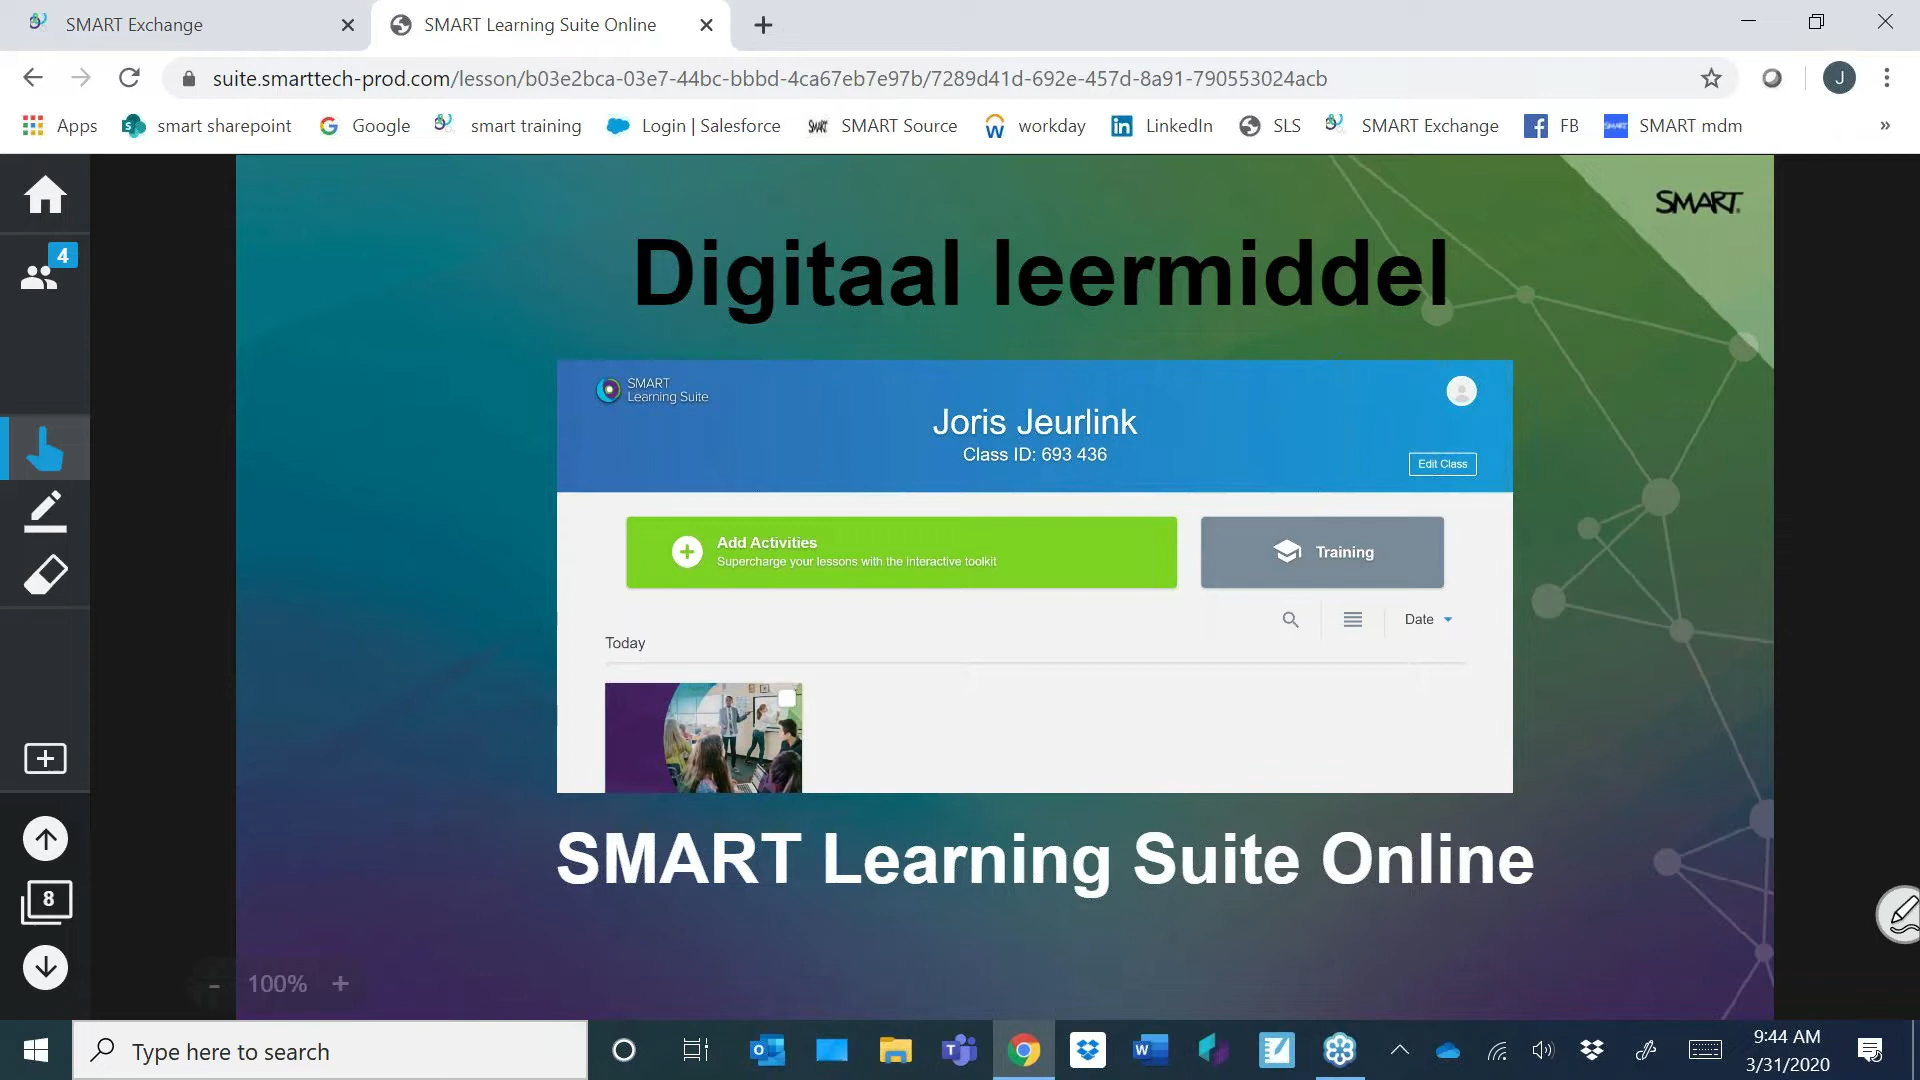 SMART Exchange
SMART Learning Suite Online
suite.smarttech-prod.com/lesson/b03e2bca-03e7-44bc-bbbd-4ca67eb7e97b/7289d41d-692e-457d-8a91-790553024acb
J
Apps
smart sharepoint
Google
smart training
Login | Salesforce
SMART Source
workday
LinkedIn
SLS
SMART Exchange
FB
SMART mdm
»
4
SMART
Digitaal leermiddel
SMART
Learning Suite
Joris Jeurlink
Class ID: 693 436
Edit Class
Add Activities
Supercharge your lessons with the interactive toolkit
Training
Date
Today
SMART Learning Suite Online
8
- 100% +
Type here to search
9:44 AM
3/31/2020